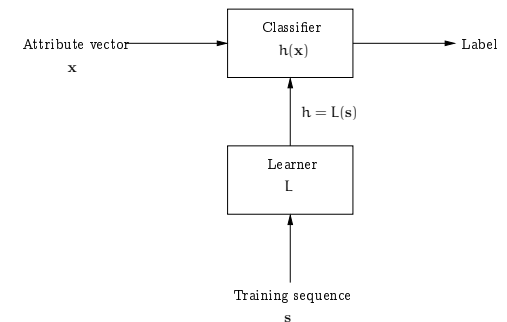 Classifier
h(x)
Attribute vector
x
Label
h = L(s)
Learner
L
Training sequence
s